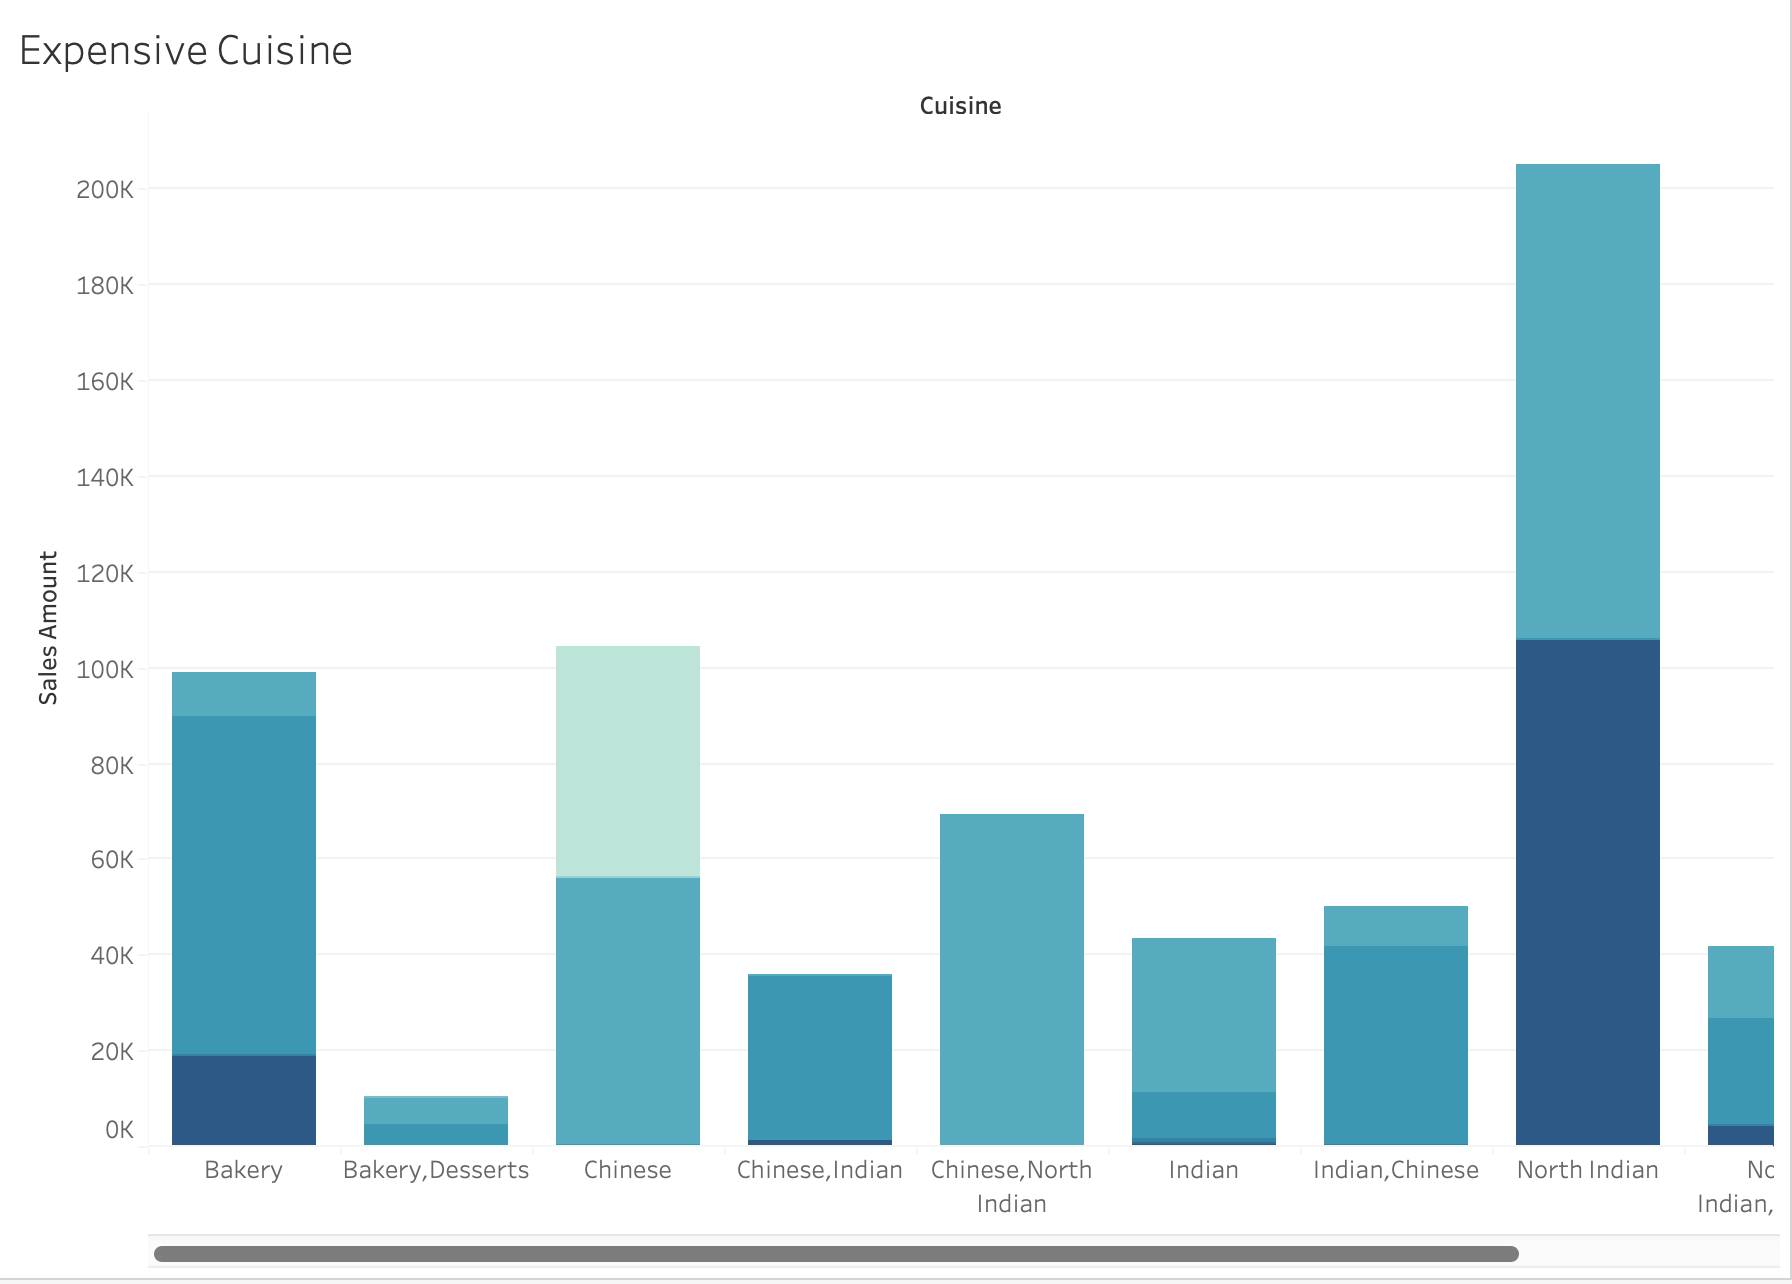 Expensive Cuisine
Cuisine
Sales Amount
200K
180K
160K
140K
120K
100K
80K
60K
40K
20K
0K
Bakery
Bakery,Desserts
Chinese
Chinese,Indian
Chinese,North
Indian
Indian
Indian,Chinese
North Indian
Indian,